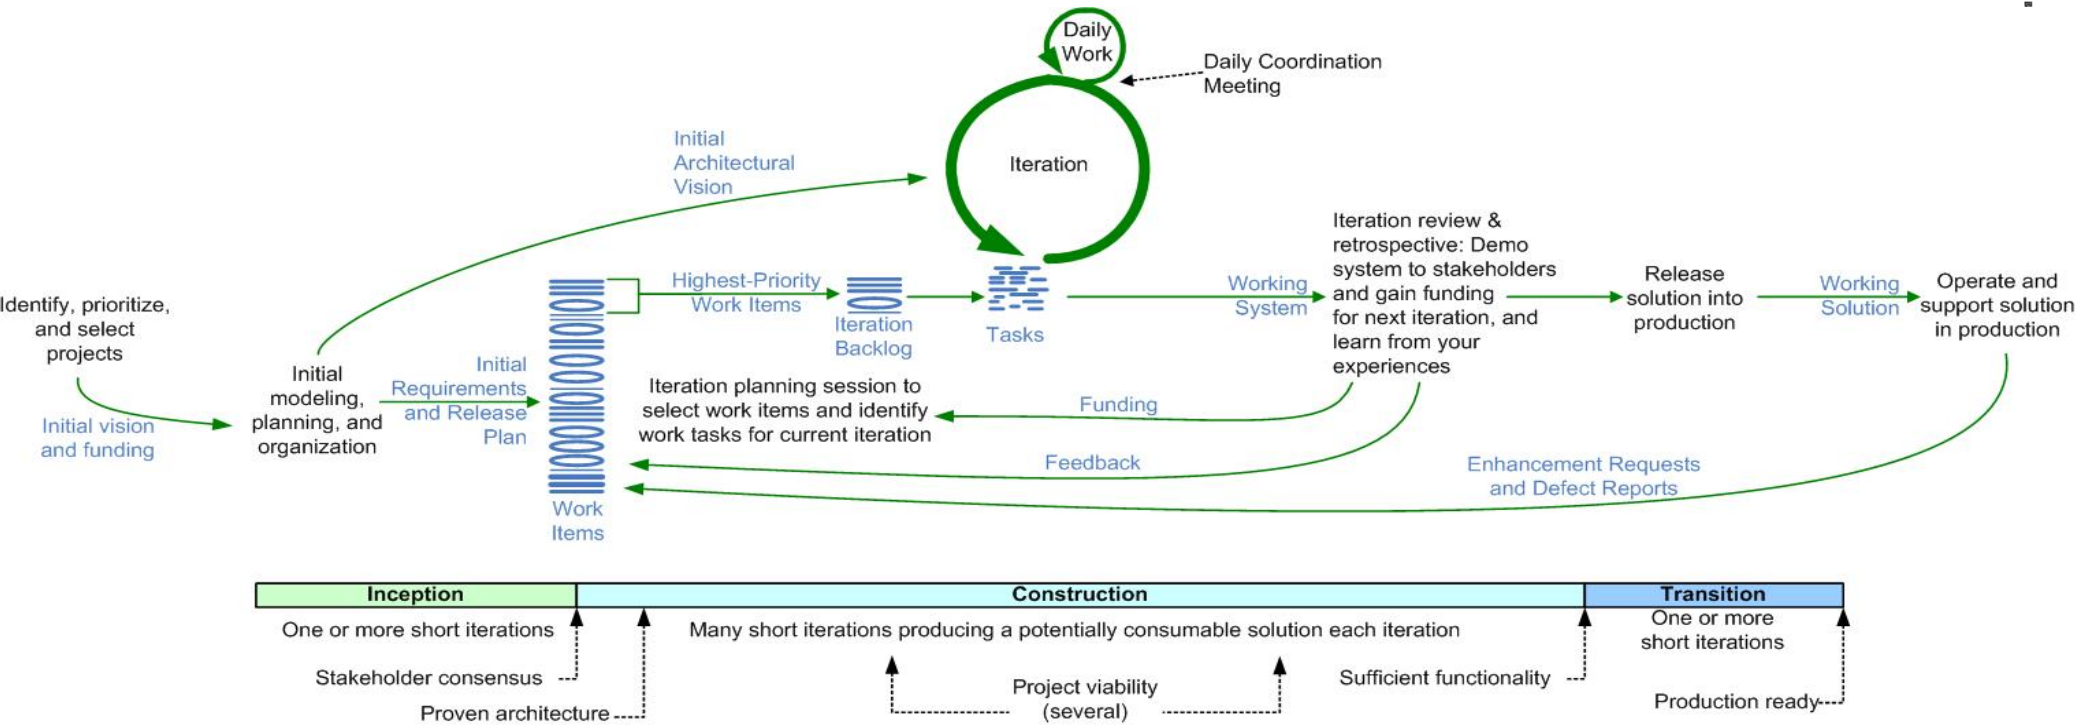 Daily
Work
Daily Coordination
Meeting
Initial
Architectural
Vision
Iteration
Iteration review &
retrospective: Demo
system to stakeholders
and gain funding
for next iteration, and
learn from your
experiences
Identify, prioritize,
and select
projects
Initial vision
and funding
Initial
modeling,
planning, and
organization
Initial
Requirements
and Release
Plan
Highest-Priority
Work Items
Iteration
Backlog
Tasks
Working
System
Release
solution into
production
Working
Solution
Operate and
support solution
in production
Iteration planning session to
select work items and identify
work tasks for current iteration
Funding
Feedback
Enhancement Requests
and Defect Reports
Work
Items
Inception
Construction
Transition
One or more short iterations
Many short iterations producing a potentially consumable solution each iteration
One or more
short iterations
Stakeholder consensus
Proven architecture
Project viability
(several)
Sufficient functionality
Production ready